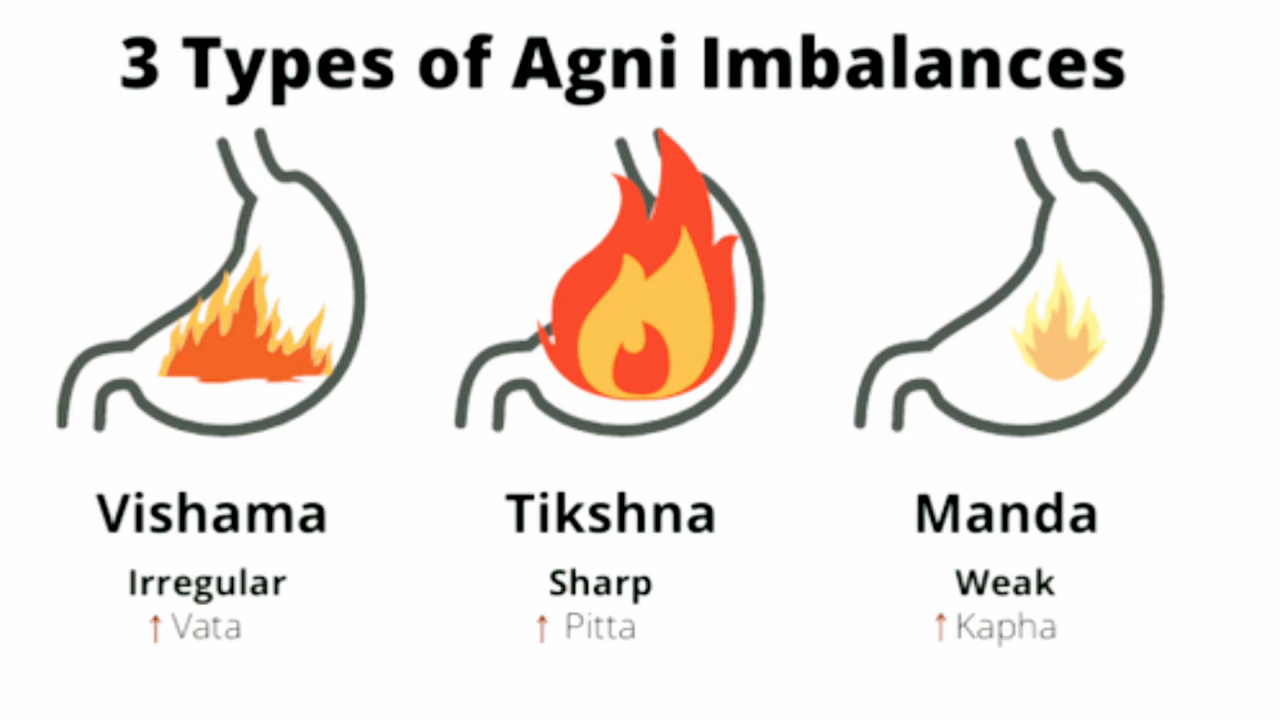 3 Types of Agni Imbalances
Vishama
Irregular
↑ Vata
Tikshna
Sharp
↑ Pitta
Manda
Weak
↑ Kapha